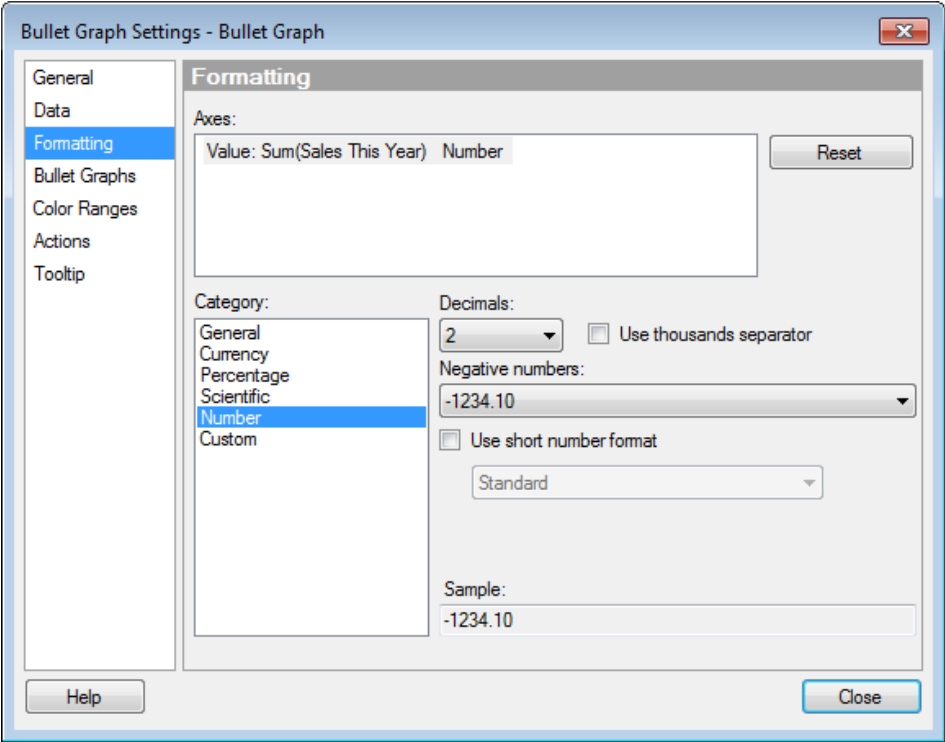 Bullet Graph Settings - Bullet Graph
General
Data
Formatting
Bullet Graphs
Color Ranges
Actions
Tooltip
Formatting
Axes:
Value: Sum(Sales This Year) Number
Reset
Category:
General
Currency
Percentage
Scientific
Number
Custom
Decimals:
2
Use thousands separator
Negative numbers:
-1234.10
Use short number format
Standard
Sample:
-1234.10
Help
Close